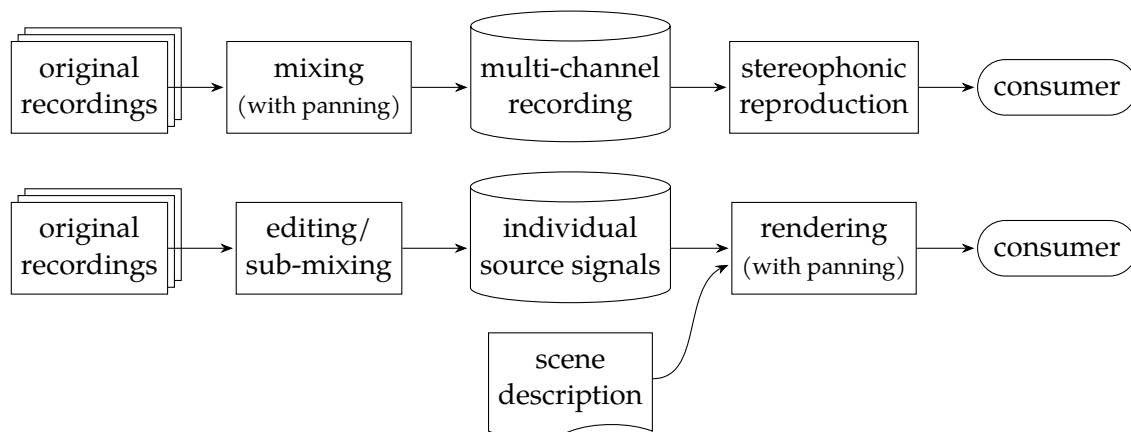 original
recordings
mixing
(with panning)
multi-channel
recording
stereophonic
reproduction
consumer
original
recordings
editing/
sub-mixing
individual
source signals
rendering
(with panning)
consumer
scene
description